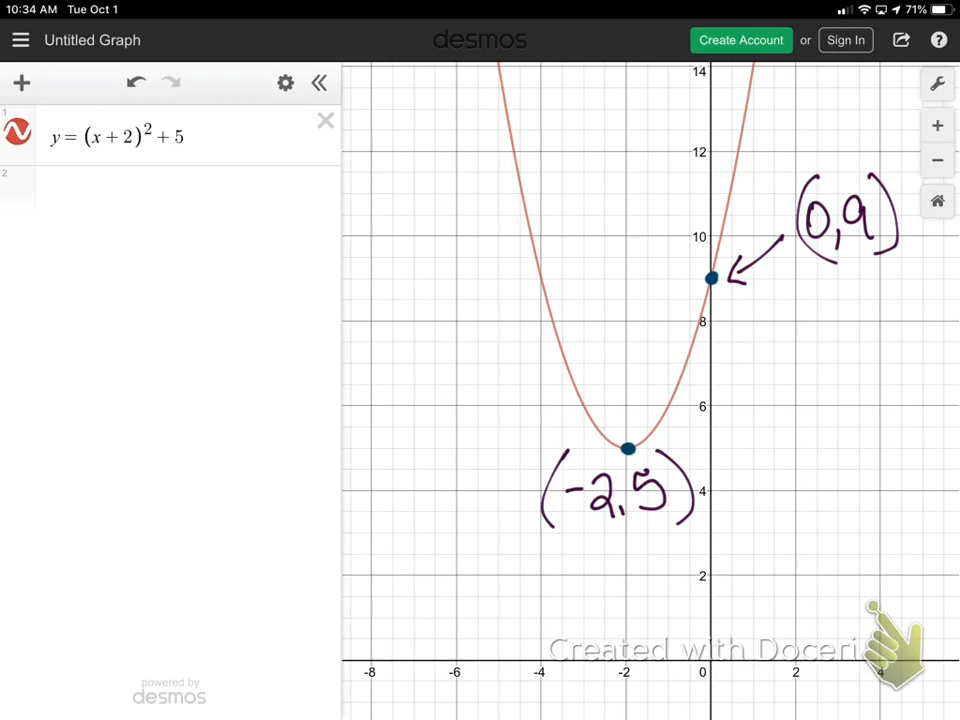 10:34 AM Tue Oct 1
71%
Untitled Graph
desmos
Create Account or Sign In
1
y = (x + 2)^2 + 5
2
powered by
desmos
14
12
10
8
6
4
2
-8 -6 -4 -2 0 2 4
(0,9)
(-2,5)
Created with Doceri